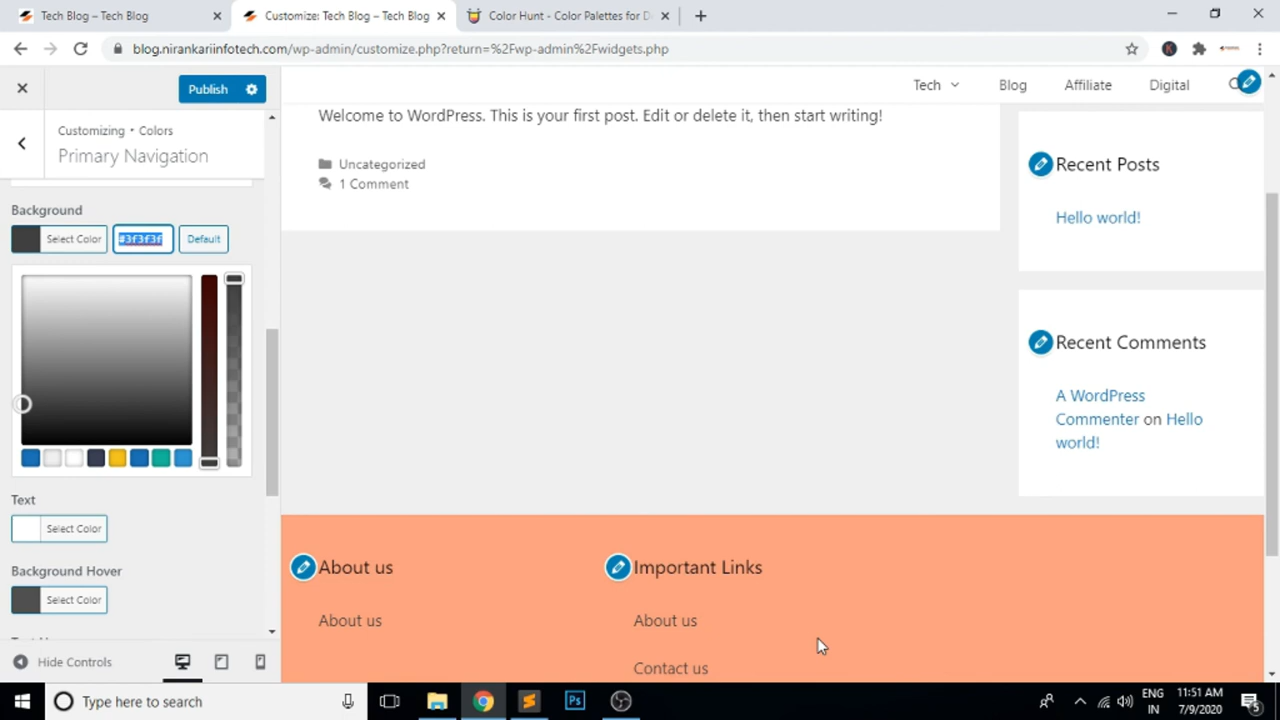 Tech Blog – Tech Blog
Customize: Tech Blog – Tech Blog
Color Hunt - Color Palettes for D
blog.nirankariinfotech.com/wp-admin/customize.php?return=%2Fwp-admin%2Fwidgets.php
K
Publish
Tech
Blog
Affiliate
Digital
Customizing • Colors
Primary Navigation
Welcome to WordPress. This is your first post. Edit or delete it, then start writing!
Uncategorized
1 Comment
Recent Posts
Hello world!
Background
Select Color
#3f3f3f
Default
Recent Comments
A WordPress
Commenter on Hello
world!
Text
Select Color
Background Hover
Select Color
About us
Important Links
About us
About us
Contact us
Hide Controls
Type here to search
Ps
ENG
IN
11:51 AM
7/9/2020
5